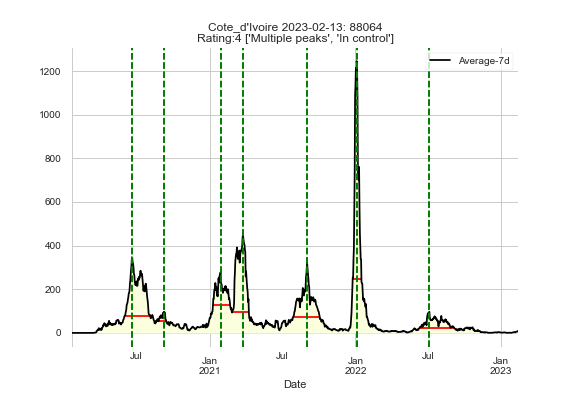 Cote_d'Ivoire 2023-02-13: 88064
Rating:4 ['Multiple peaks', 'In control']
Average-7d
1200
1000
800
600
400
200
0
Jul
Jan
2021
Jul
Jan
2022
Jul
Jan
2023
Date